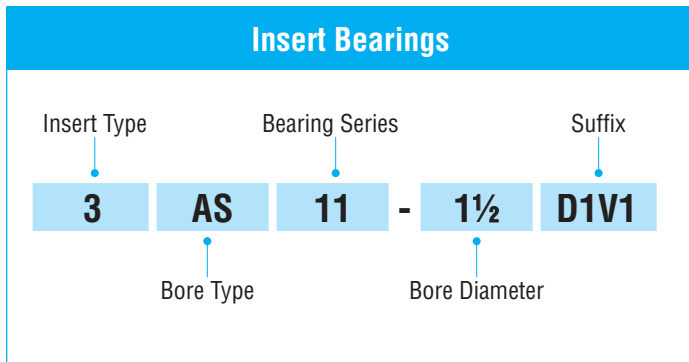 Insert Bearings
Insert Type Bearing Series Suffix
3 AS 11 - 1½ D1V1
Bore Type Bore Diameter